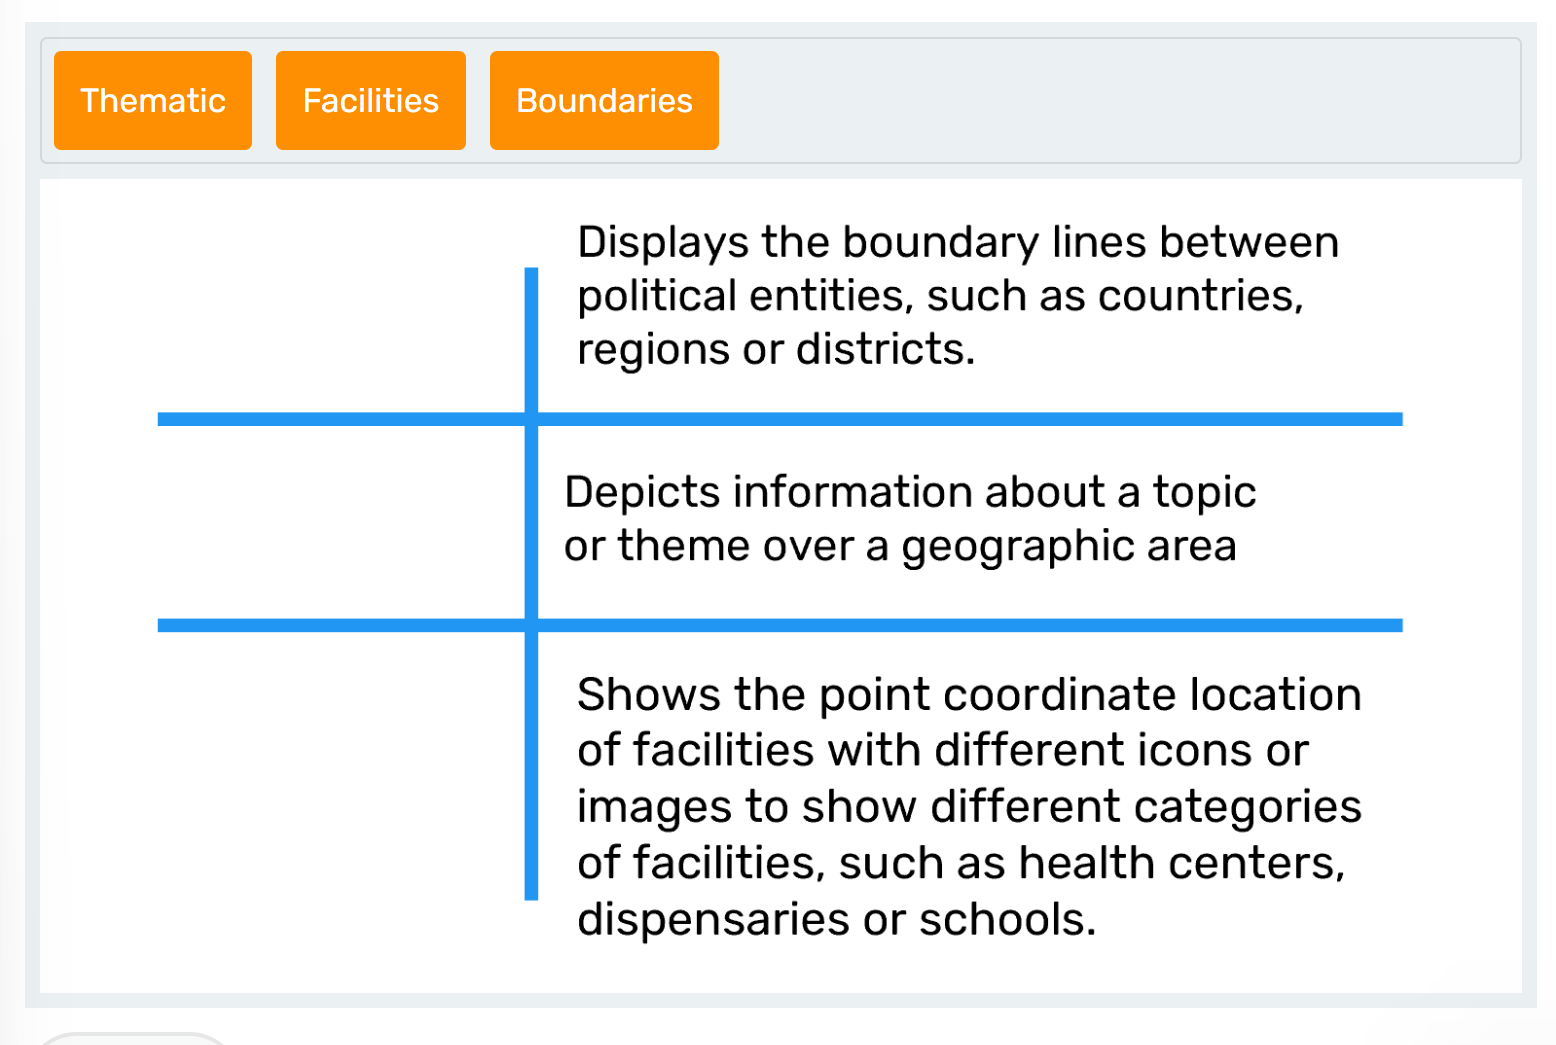 Thematic
Facilities
Boundaries
Displays the boundary lines between
political entities, such as countries,
regions or districts.
Depicts information about a topic
or theme over a geographic area
Shows the point coordinate location
of facilities with different icons or
images to show different categories
of facilities, such as health centers,
dispensaries or schools.